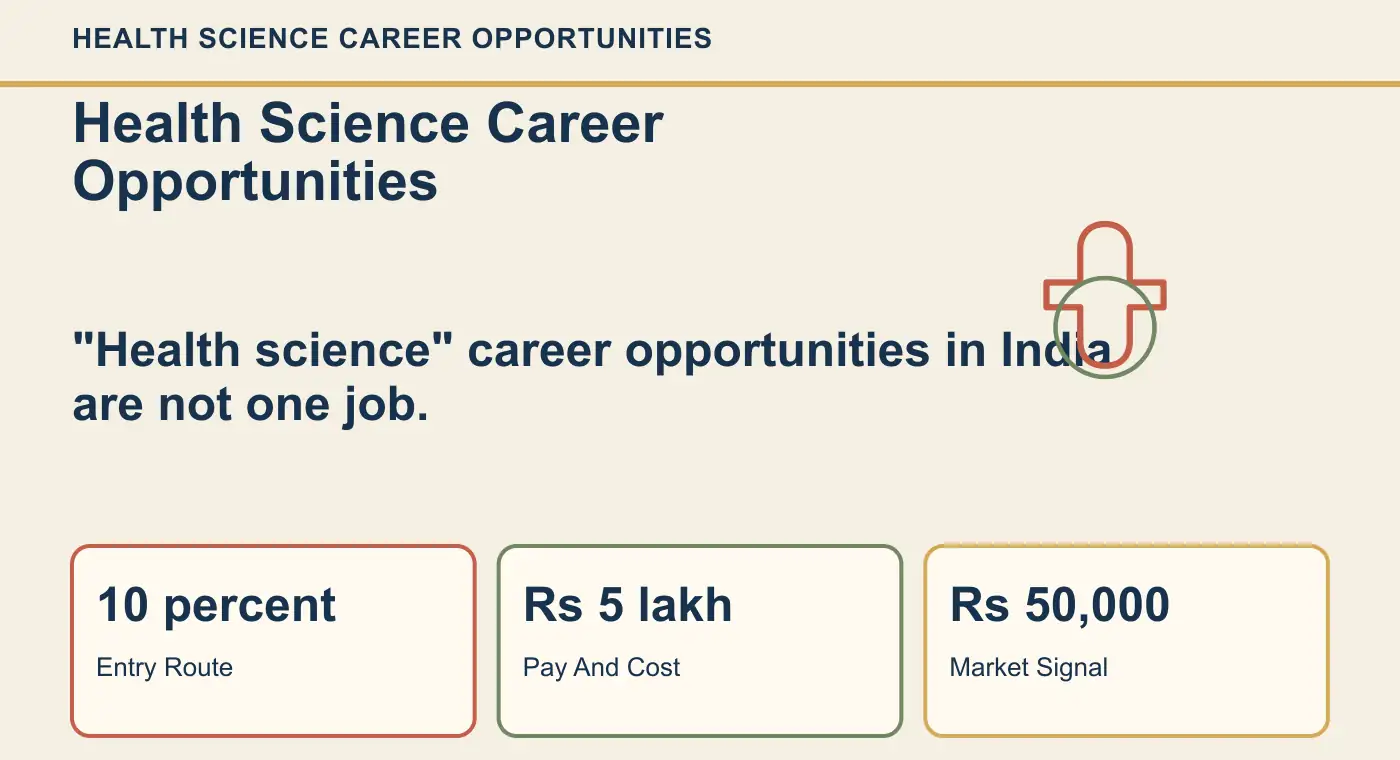 HEALTH SCIENCE CAREER OPPORTUNITIES
Health Science Career
Opportunities
"Health science" career opportunities in India
are not one job.
10 percent
Entry Route
Rs 5 lakh
Pay And Cost
Rs 50,000
Market Signal